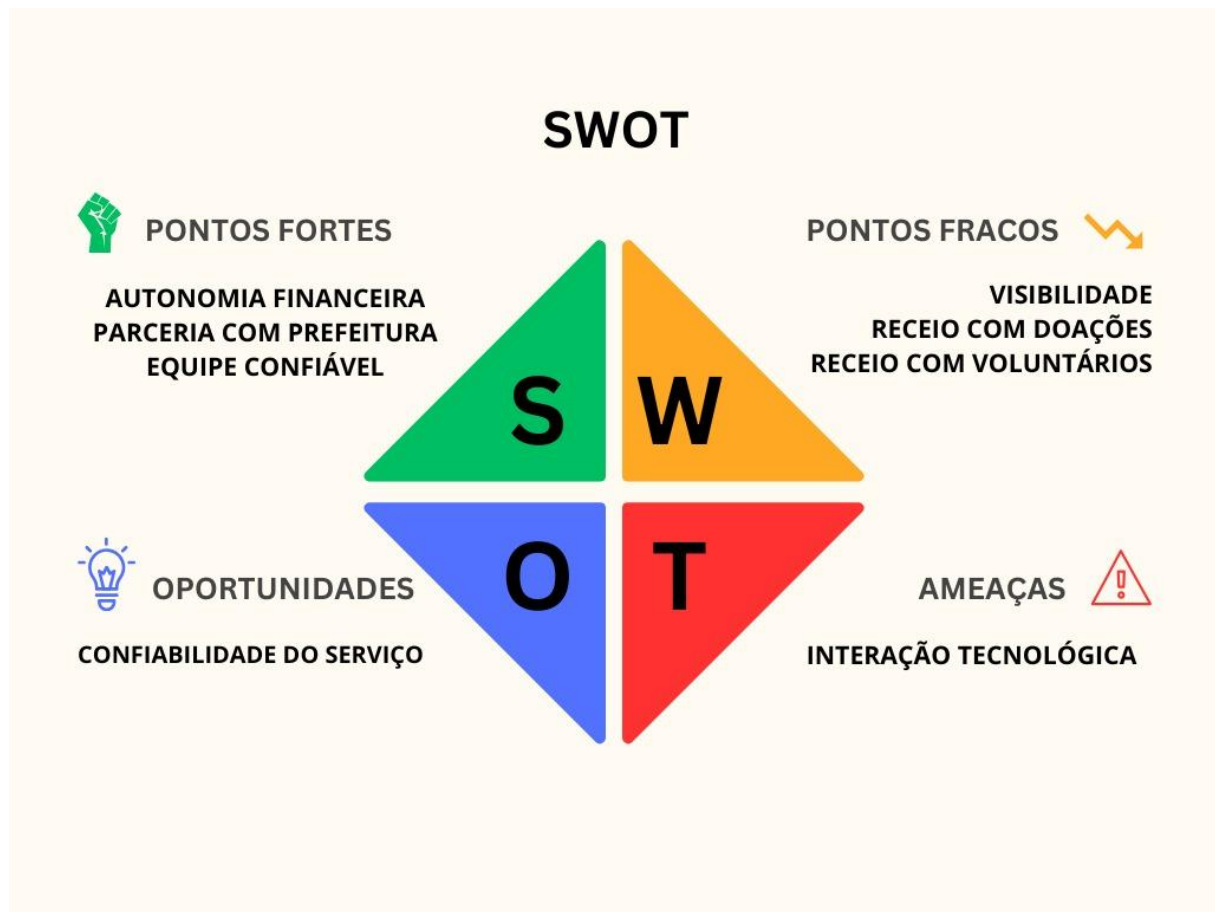 SWOT
PONTOS FORTES
AUTONOMIA FINANCEIRA
PARCERIA COM PREFEITURA
EQUIPE CONFIÁVEL
PONTOS FRACOS
VISIBILIDADE
RECEIO COM DOAÇÕES
RECEIO COM VOLUNTÁRIOS
S W
O T
OPORTUNIDADES
CONFIABILIDADE DO SERVIÇO
AMEAÇAS
INTERAÇÃO TECNOLÓGICA